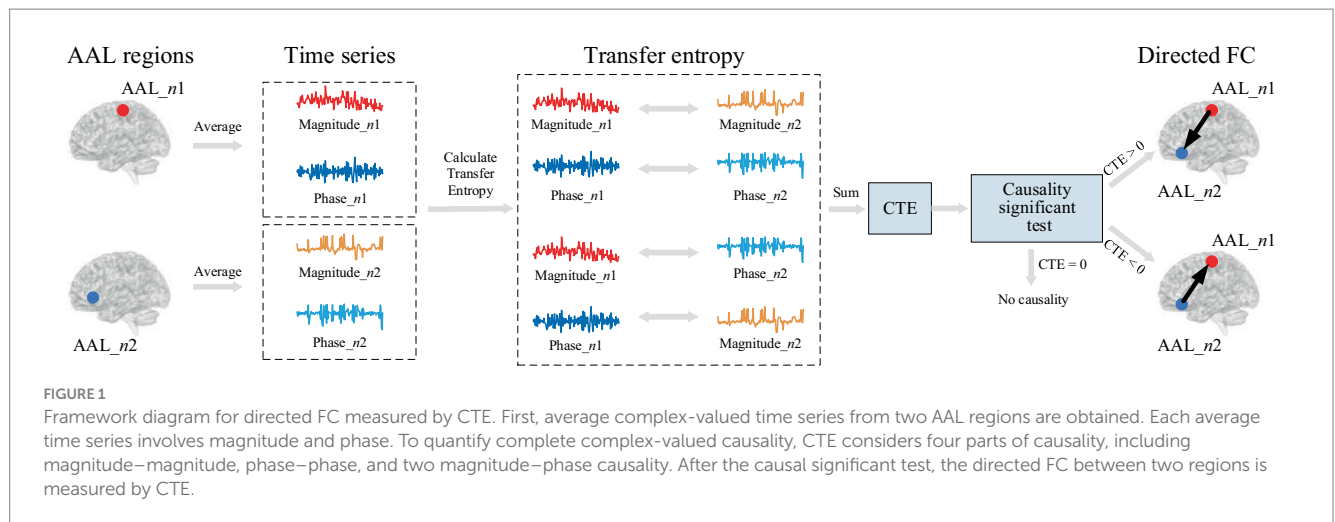 AAL regions
Time series
Transfer entropy
Directed FC
AAL_n1
Average
Magnitude_n1
Phase_n1
AAL_n2
Average
Magnitude_n2
Phase_n2
Calculate
Transfer
Entropy
Magnitude_n1
Magnitude_n2
Phase_n1
Phase_n2
Magnitude_n1
Phase_n2
Phase_n1
Magnitude_n2
Sum
CTE
Causality
significant
test
CTE = 0
No causality
CTE > 0
AAL_n1
AAL_n2
CTE < 0
AAL_n1
AAL_n2
FIGURE 1
Framework diagram for directed FC measured by CTE. First, average complex-valued time series from two AAL regions are obtained. Each average
time series involves magnitude and phase. To quantify complete complex-valued causality, CTE considers four parts of causality, including
magnitude–magnitude, phase–phase, and two magnitude–phase causality. After the causal significant test, the directed FC between two regions is
measured by CTE.